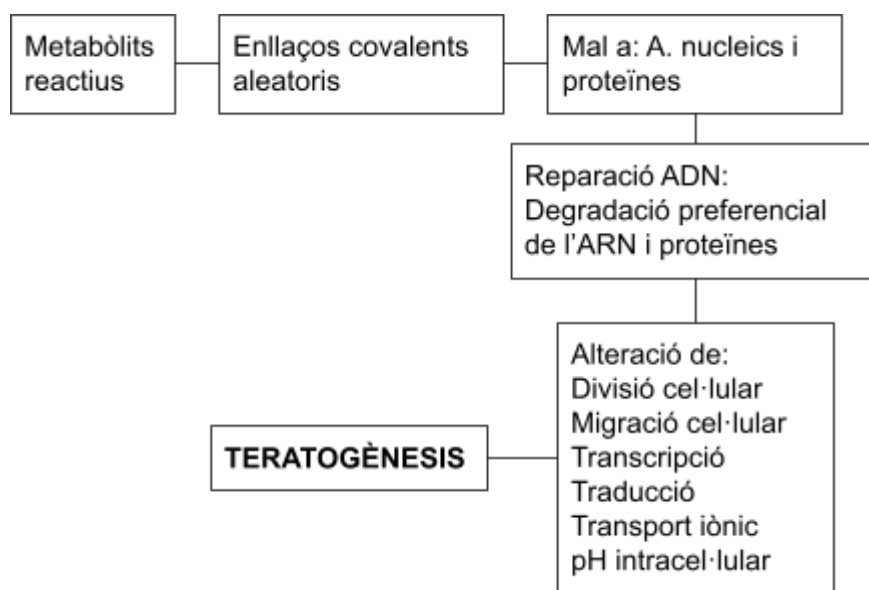 Metabòlits
reactius
Enllaços covalents
aleatoris
Mal a: A. nucleics i
proteïnes
Reparació ADN:
Degradació preferencial
de l'ARN i proteïnes
Alteració de:
Divisió cel·lular
Migració cel·lular
Transcripció
Traducció
Transport iònic
pH intracel·lular
TERATOGÈNESIS